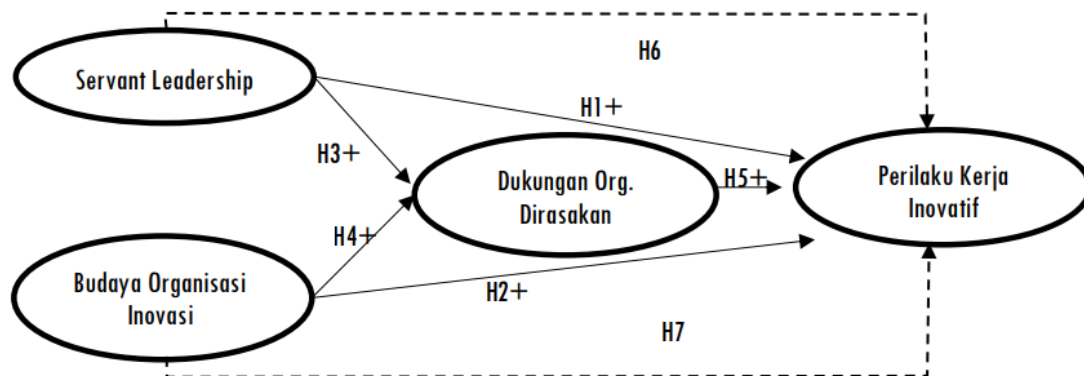 H6
Servant Leadership
H1+
H3+
Dukungan Org.
Dirasakan
H5+
Perilaku Kerja
Inovatif
H4+
Budaya Organisasi
Inovasi
H2+
H7